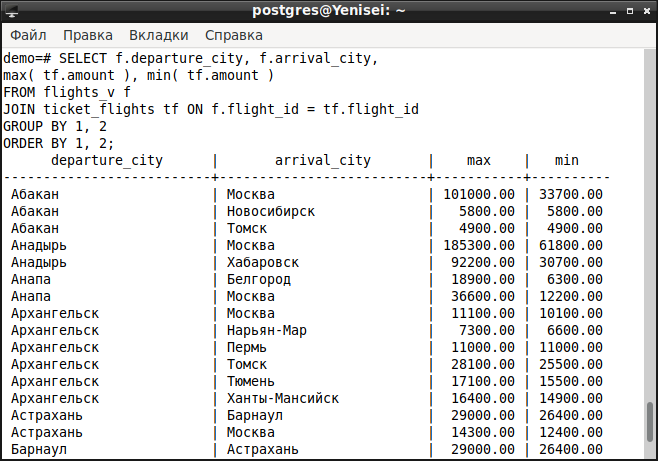 postgres@Yenisei: ~
Файл Правка Вкладки Справка
demo=# SELECT f.departure_city, f.arrival_city,
max( tf.amount ), min( tf.amount )
FROM flights_v f
JOIN ticket_flights tf ON f.flight_id = tf.flight_id
GROUP BY 1, 2
ORDER BY 1, 2;
departure_city | arrival_city | max | min
--------------------------+--------------------------+-----------+----------
Абакан | Москва | 101000.00 | 33700.00
Абакан | Новосибирск | 5800.00 | 5800.00
Абакан | Томск | 4900.00 | 4900.00
Анадырь | Москва | 185300.00 | 61800.00
Анадырь | Хабаровск | 92200.00 | 30700.00
Анапа | Белгород | 18900.00 | 6300.00
Анапа | Москва | 36600.00 | 12200.00
Архангельск | Москва | 11100.00 | 10100.00
Архангельск | Нарьян-Мар | 7300.00 | 6600.00
Архангельск | Пермь | 11000.00 | 11000.00
Архангельск | Томск | 28100.00 | 25500.00
Архангельск | Тюмень | 17100.00 | 15500.00
Архангельск | Ханты-Мансийск | 16400.00 | 14900.00
Астрахань | Барнаул | 29000.00 | 26400.00
Астрахань | Москва | 14300.00 | 12400.00
Барнаул | Астрахань | 29000.00 | 26400.00